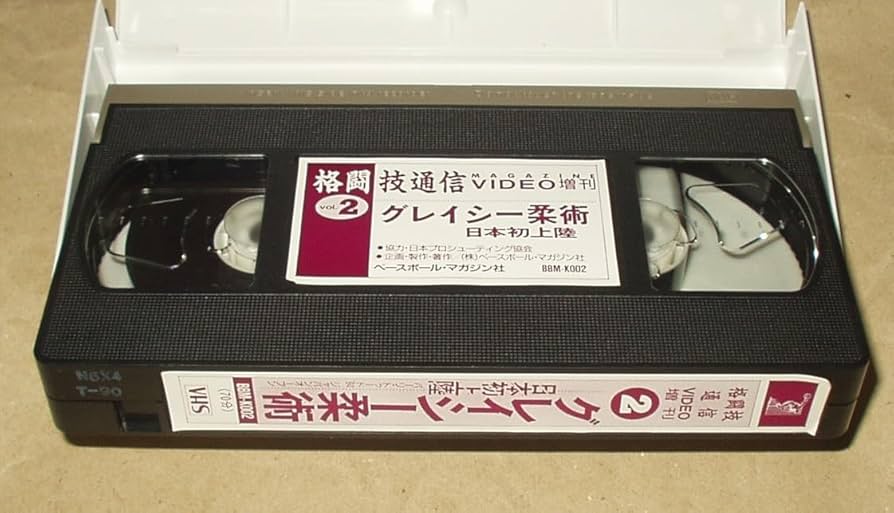 格闘技通信 MAGAZINE VIDEO増刊
vol.2
グレイシー柔術
日本初上陸
●協力・日本プロシューティング協会
●企画・製作・著作/(株)ベースボール・マガジン社
ベースボール・マガジン社 BBM-K002
N6X4
T-90
格闘技通信
VIDEO増刊
2
グレイシー柔術
日本初上陸
BBM-K002
(70分)
VHS